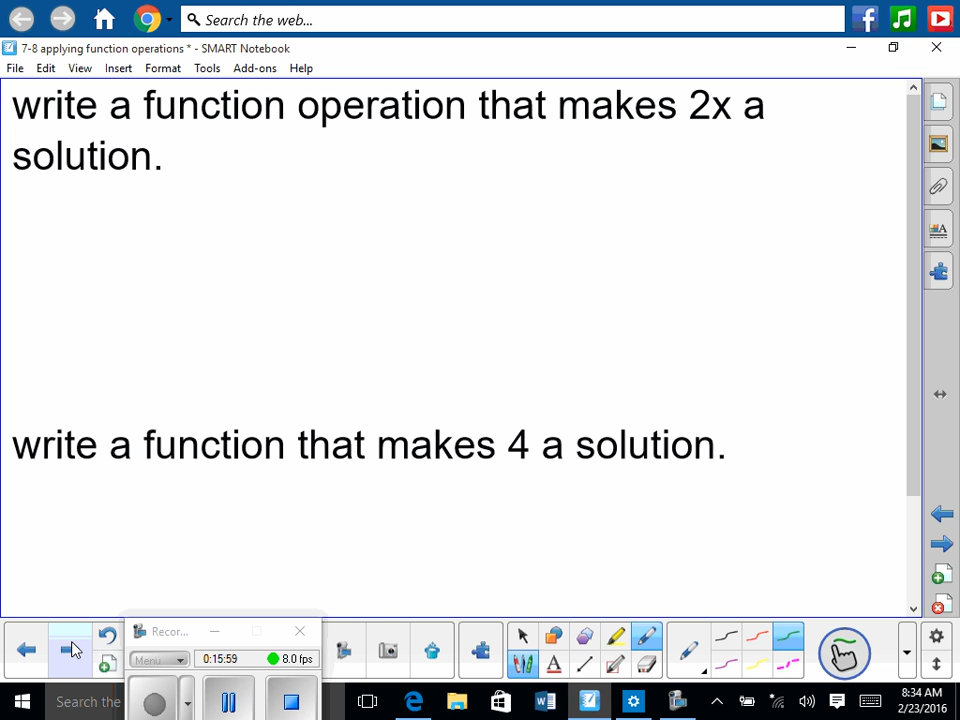 Search the web...
7-8 applying function operations * - SMART Notebook
File Edit View Insert Format Tools Add-ons Help
write a function operation that makes 2x a
solution.
write a function that makes 4 a solution.
Recor...
Menu 0:15:59 8.0 fps
Search the
8:34 AM
2/23/2016